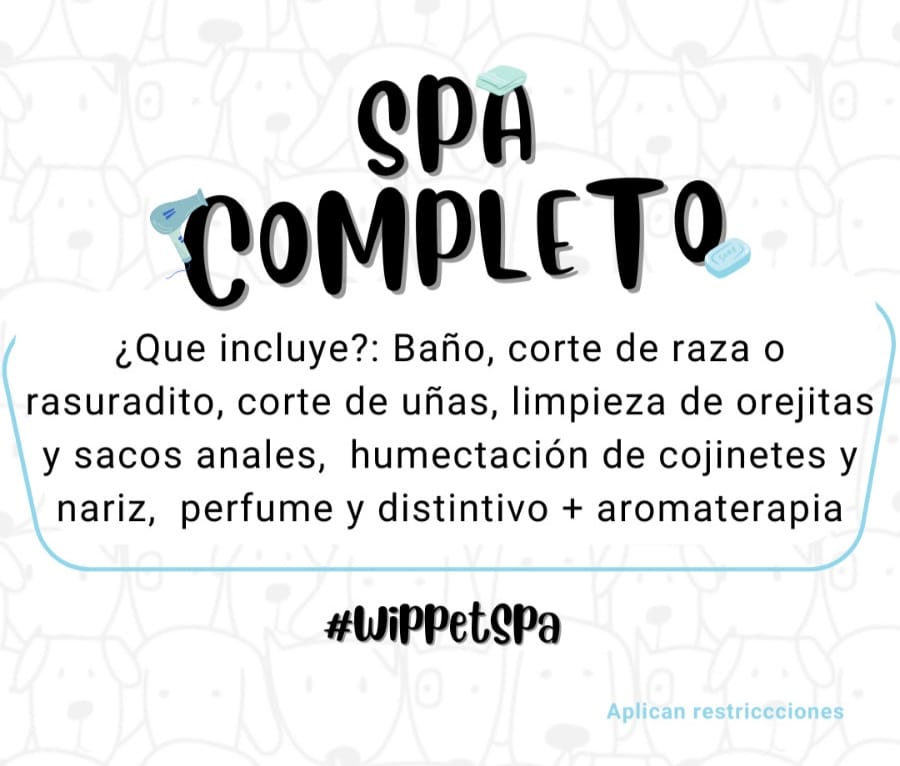 SPA
COMPLETO
¿Que incluye?: Baño, corte de raza o
rasuradito, corte de uñas, limpieza de orejitas
y sacos anales, humectación de cojinetes y
nariz, perfume y distintivo + aromaterapia
#WiPPetSPa
Aplican restriccciones